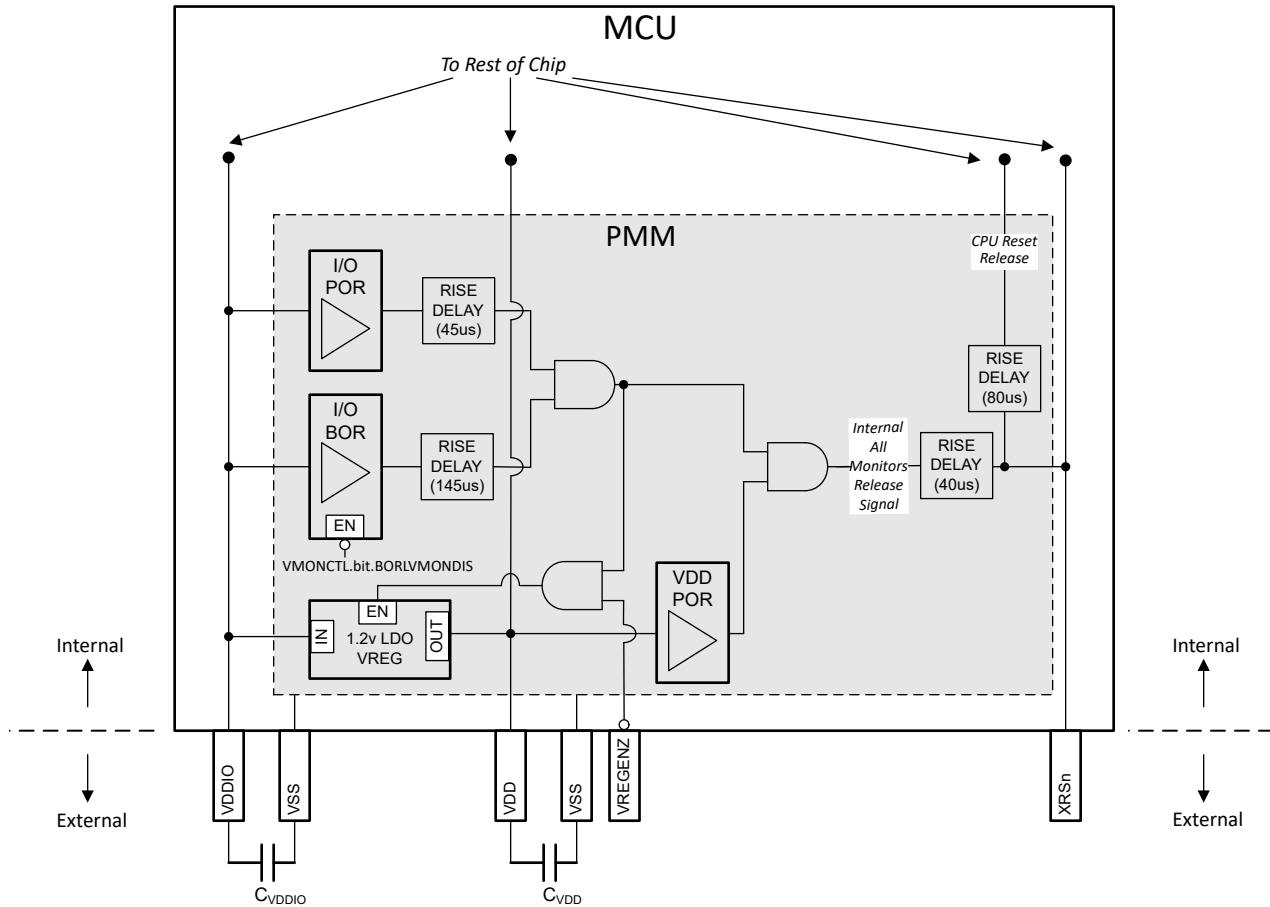 MCU
To Rest of Chip
PMM
CPU Reset
Release
I/O
POR
RISE
DELAY
(45us)
RISE
DELAY
(80us)
I/O
BOR
EN
RISE
DELAY
(145us)
Internal
All
Monitors
Release
Signal
RISE
DELAY
(40us)
VMONCTL.bit.BORLVMONDIS
EN
IN
1.2v LDO
VREG
OUT
VDD
POR
Internal
External
Internal
External
VDDIO
VSS
VDD
VSS
VREGENZ
XRSn
CVDDIO
CVDD